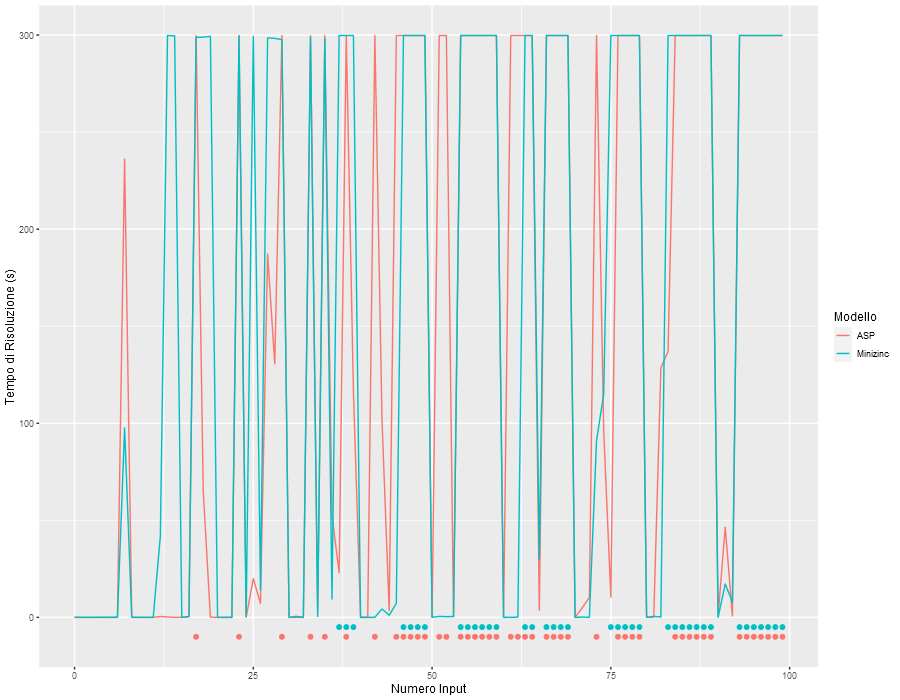 300
200
100
0
Tempo di Risoluzione (s)
0
25
50
75
100
Numero Input
Modello
ASP
Minizinc